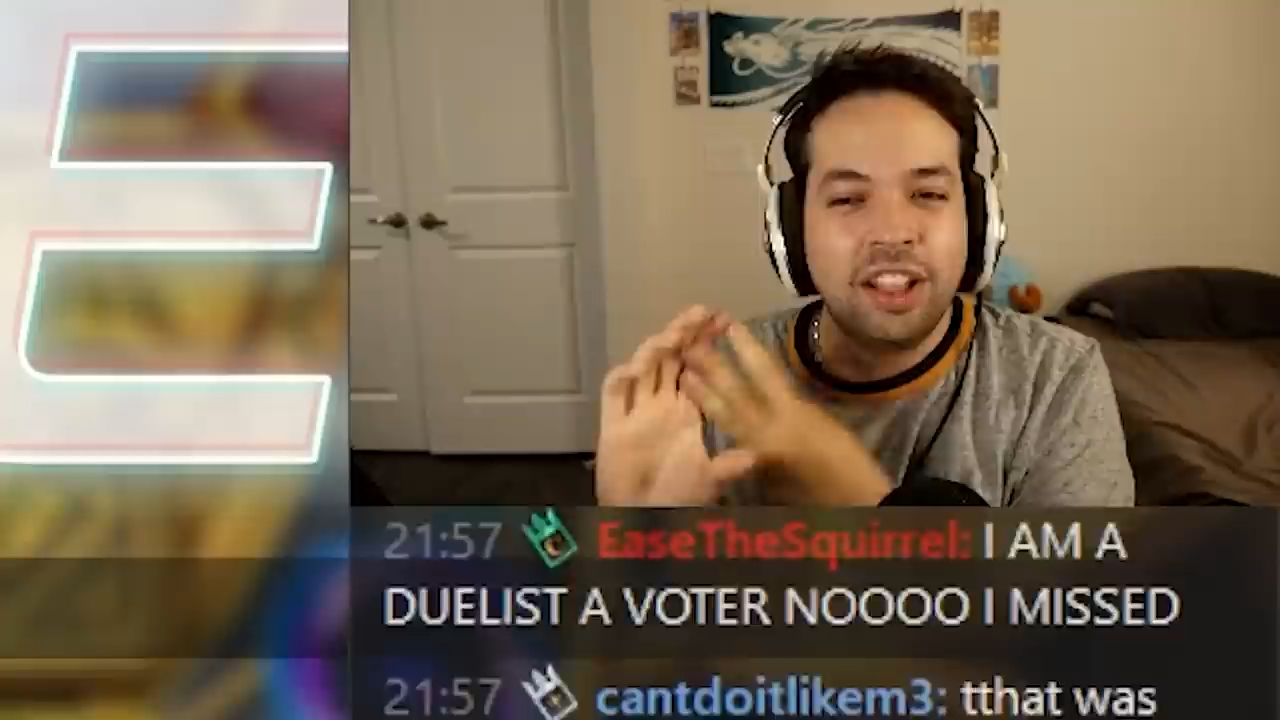 21:57 EaseTheSquirrel: I AM A
DUELIST A VOTER NOOOO I MISSED
21:57 cantdoitlikem3: tthat was